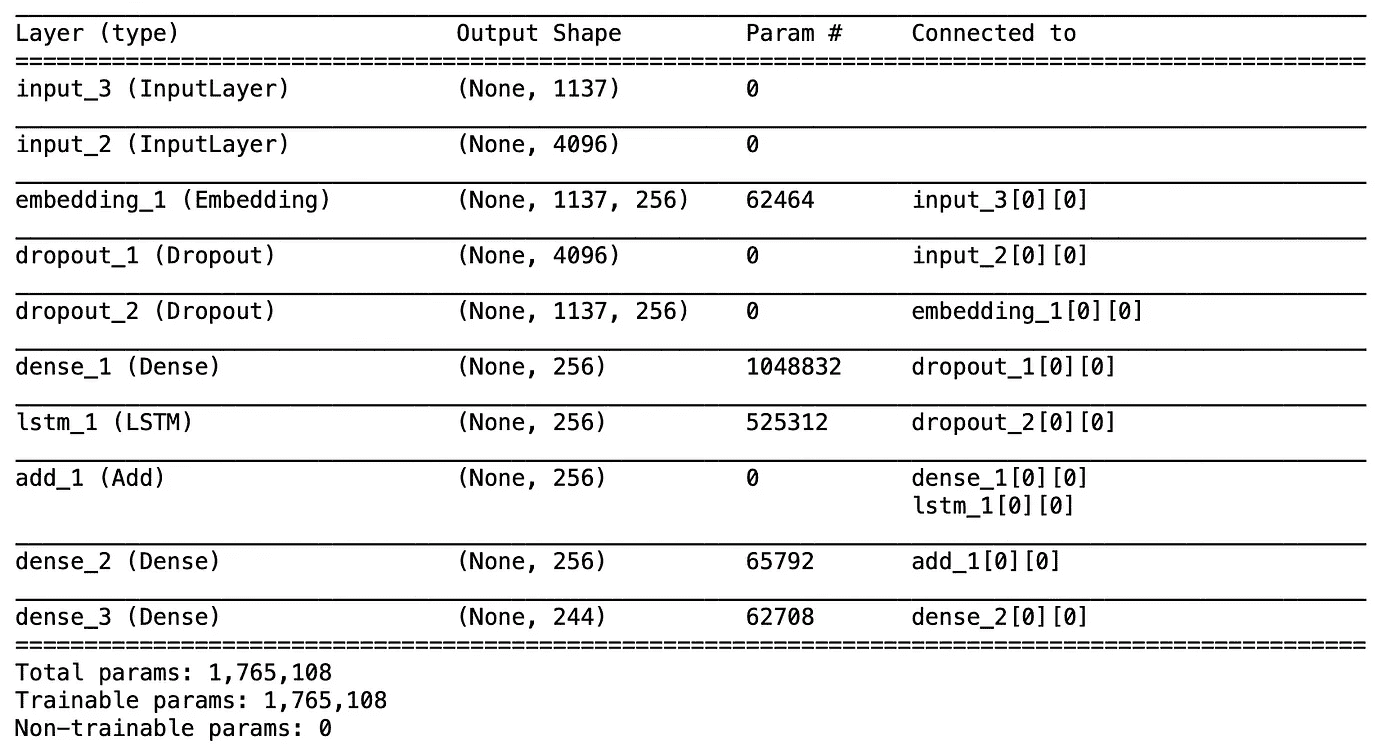 Layer (type) Output Shape Param # Connected to
input_3 (InputLayer) (None, 1137) 0
input_2 (InputLayer) (None, 4096) 0
embedding_1 (Embedding) (None, 1137, 256) 62464 input_3[0][0]
dropout_1 (Dropout) (None, 4096) 0 input_2[0][0]
dropout_2 (Dropout) (None, 1137, 256) 0 embedding_1[0][0]
dense_1 (Dense) (None, 256) 1048832 dropout_1[0][0]
lstm_1 (LSTM) (None, 256) 525312 dropout_2[0][0]
add_1 (Add) (None, 256) 0 dense_1[0][0]
lstm_1[0][0]
dense_2 (Dense) (None, 256) 65792 add_1[0][0]
dense_3 (Dense) (None, 244) 62708 dense_2[0][0]
Total params: 1,765,108
Trainable params: 1,765,108
Non-trainable params: 0